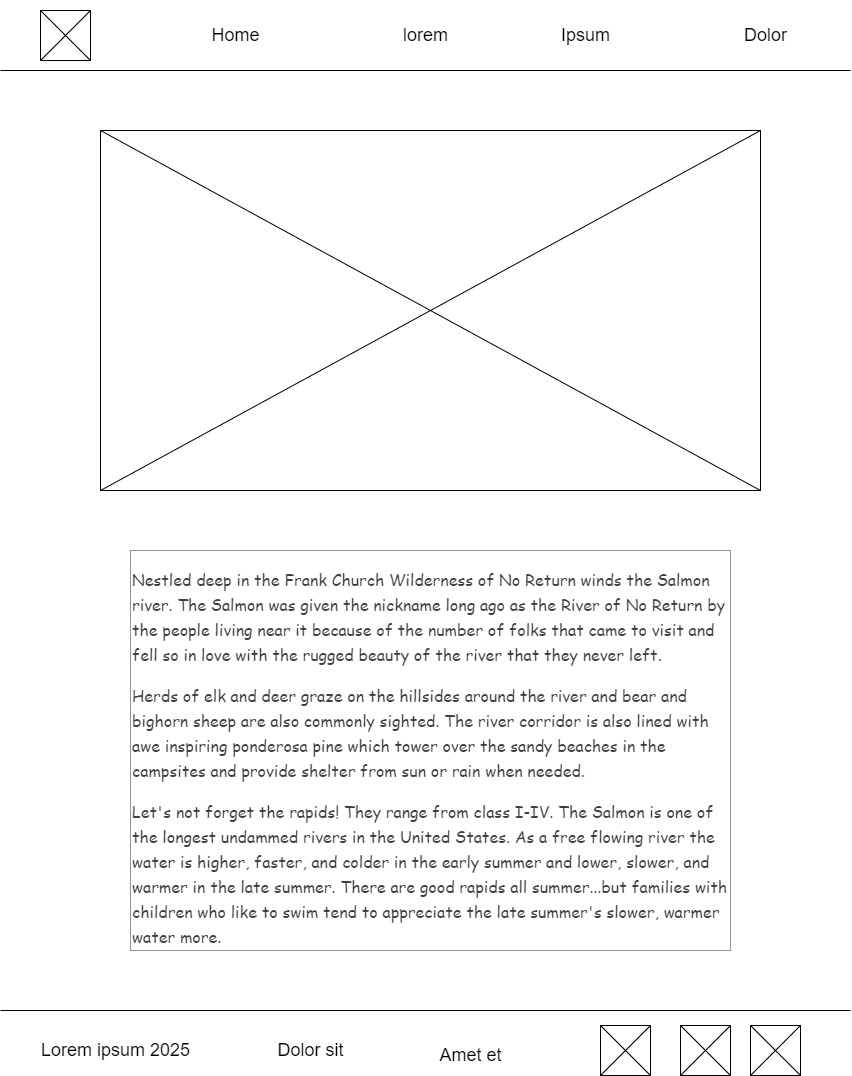 Home lorem Ipsum Dolor
Nestled deep in the Frank Church Wilderness of No Return winds the Salmon
river. The Salmon was given the nickname long ago as the River of No Return by
the people living near it because of the number of folks that came to visit and
fell so in love with the rugged beauty of the river that they never left.
Herds of elk and deer graze on the hillsides around the river and bear and
bighorn sheep are also commonly sighted. The river corridor is also lined with
awe inspiring ponderosa pine which tower over the sandy beaches in the
campsites and provide shelter from sun or rain when needed.
Let's not forget the rapids! They range from class I-IV. The Salmon is one of
the longest undammed rivers in the United States. As a free flowing river the
water is higher, faster, and colder in the early summer and lower, slower, and
warmer in the late summer. There are good rapids all summer...but families with
children who like to swim tend to appreciate the late summer's slower, warmer
water more.
Lorem ipsum 2025 Dolor sit Amet et